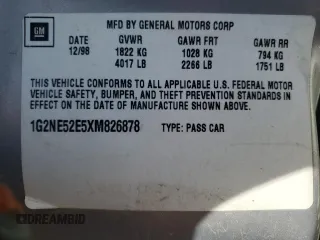 GM
MFD BY GENERAL MOTORS CORP
DATE GVWR GAWR FRT GAWR RR
12/98 1822 KG 1028 KG 794 KG
4017 LB 2266 LB 1751 LB
THIS VEHICLE CONFORMS TO ALL APPLICABLE U.S. FEDERAL MOTOR
VEHICLE SAFETY, BUMPER, AND THEFT PREVENTION STANDARDS IN
EFFECT ON THE DATE OF MANUFACTURE SHOWN ABOVE.
1G2NE52E5XM826878 TYPE: PASS CAR
© DREAMBID